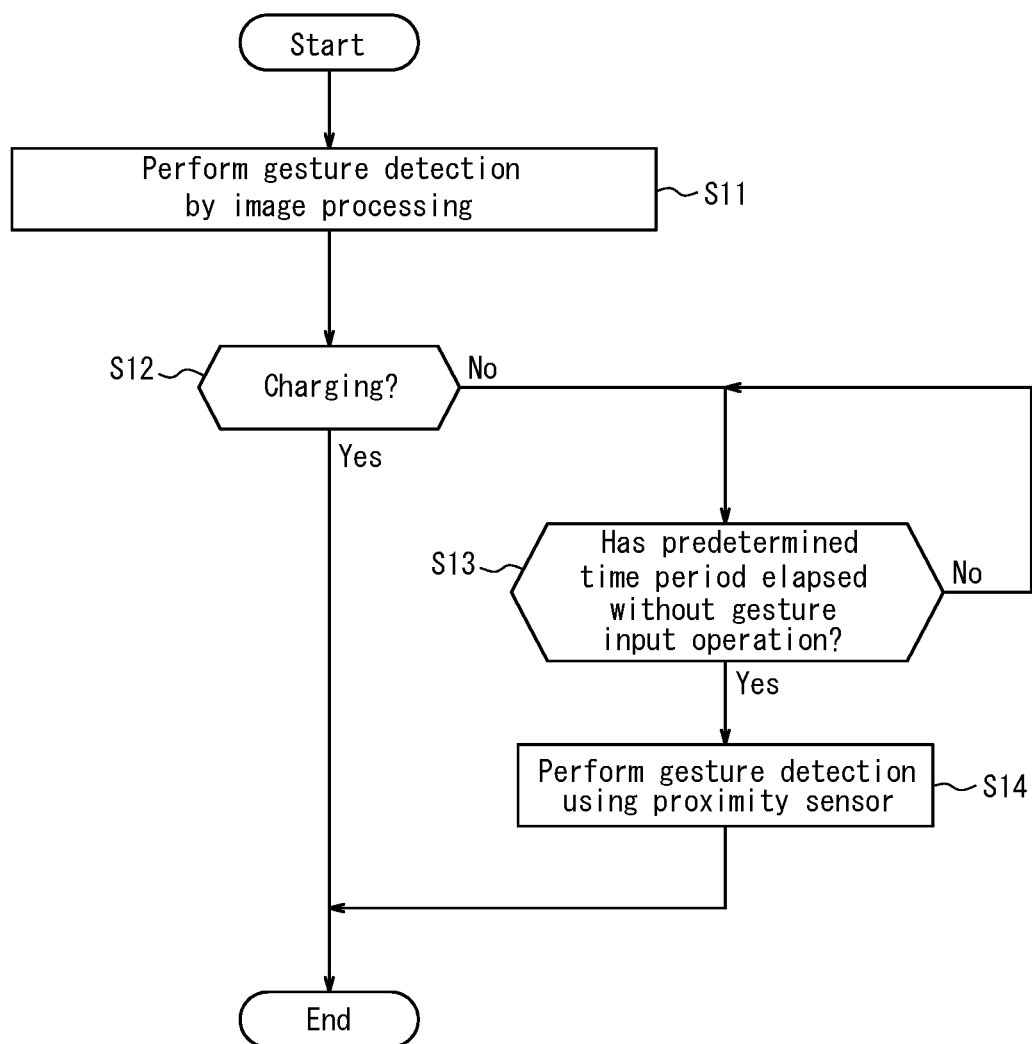 Start
Perform gesture detection
by image processing
S11
S12
Charging?
No
Yes
S13
Has predetermined
time period elapsed
without gesture
input operation?
No
Yes
Perform gesture detection
using proximity sensor
S14
End